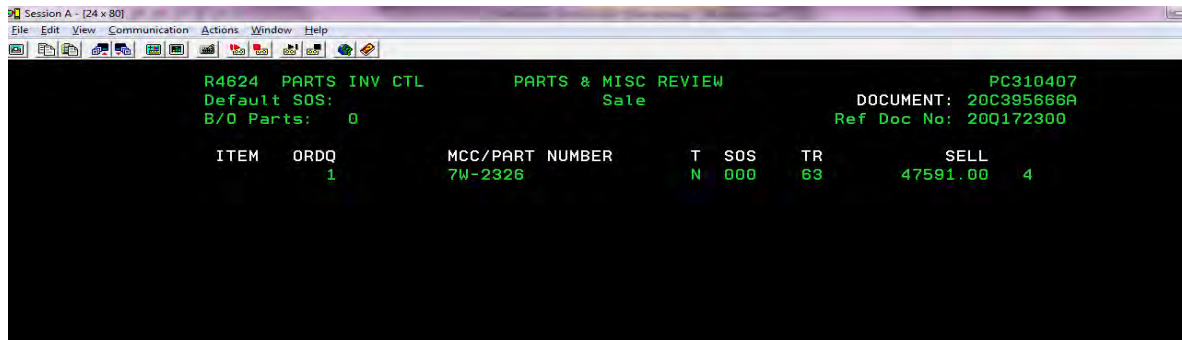 Session A - [24 x 80]
File Edit View Communication Actions Window Help
R4624 PARTS INV CTL PARTS & MISC REVIEW PC310407
Default SOS: Sale DOCUMENT: 20C395666A
B/O Parts: 0 Ref Doc No: 20Q172300
ITEM ORDQ MCC/PART NUMBER T SOS TR SELL
1 7W-2326 N 000 63 47591.00 4